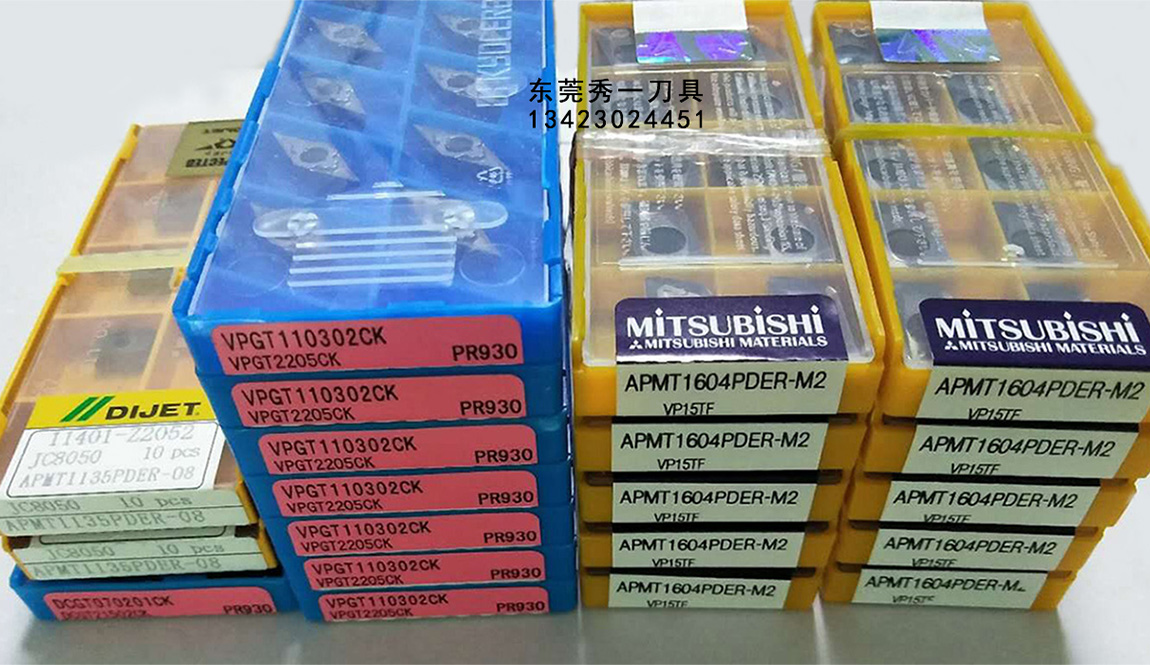 东莞秀一刀具
13423024451
DIJET
11401-Z2052
JC8050 10 pcs
APMT1135PDER-08
JC8050 10 pcs
APMT1135PDER-08
JC8050 10 pcs
APMT1135PDER-08
DCGT070201CK PR930
VPGT110302CK
VPGT2205CK PR930
VPGT110302CK
VPGT2205CK PR930
VPGT110302CK
VPGT2205CK PR930
VPGT110302CK
VPGT2205CK PR930
VPGT110302CK
VPGT2205CK PR930
VPGT110302CK
VPGT2205CK PR930
VPGT110302CK
VPGT2205CK PR930
MITSUBISHI
MITSUBISHI MATERIALS
APMT1604PDER-M2
VP15TF
APMT1604PDER-M2
VP15TF
APMT1604PDER-M2
VP15TF
APMT1604PDER-M2
VP15TF
APMT1604PDER-M2
VP15TF
MITSUBISHI
MITSUBISHI MATERIALS
APMT1604PDER-M2
VP15TF
APMT1604PDER-M2
VP15TF
APMT1604PDER-M2
VP15TF
APMT1604PDER-M2
VP15TF
VP15TF